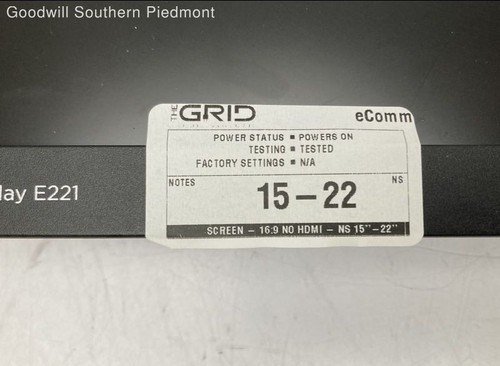 Goodwill Southern Piedmont
THE GRID eComm
POWER STATUS ▪ POWERS ON
TESTING ▪ TESTED
FACTORY SETTINGS ▪ N/A
NOTES NS
15-22
lay E221
SCREEN - 16:9 NO HDMI - NS 15"-22"